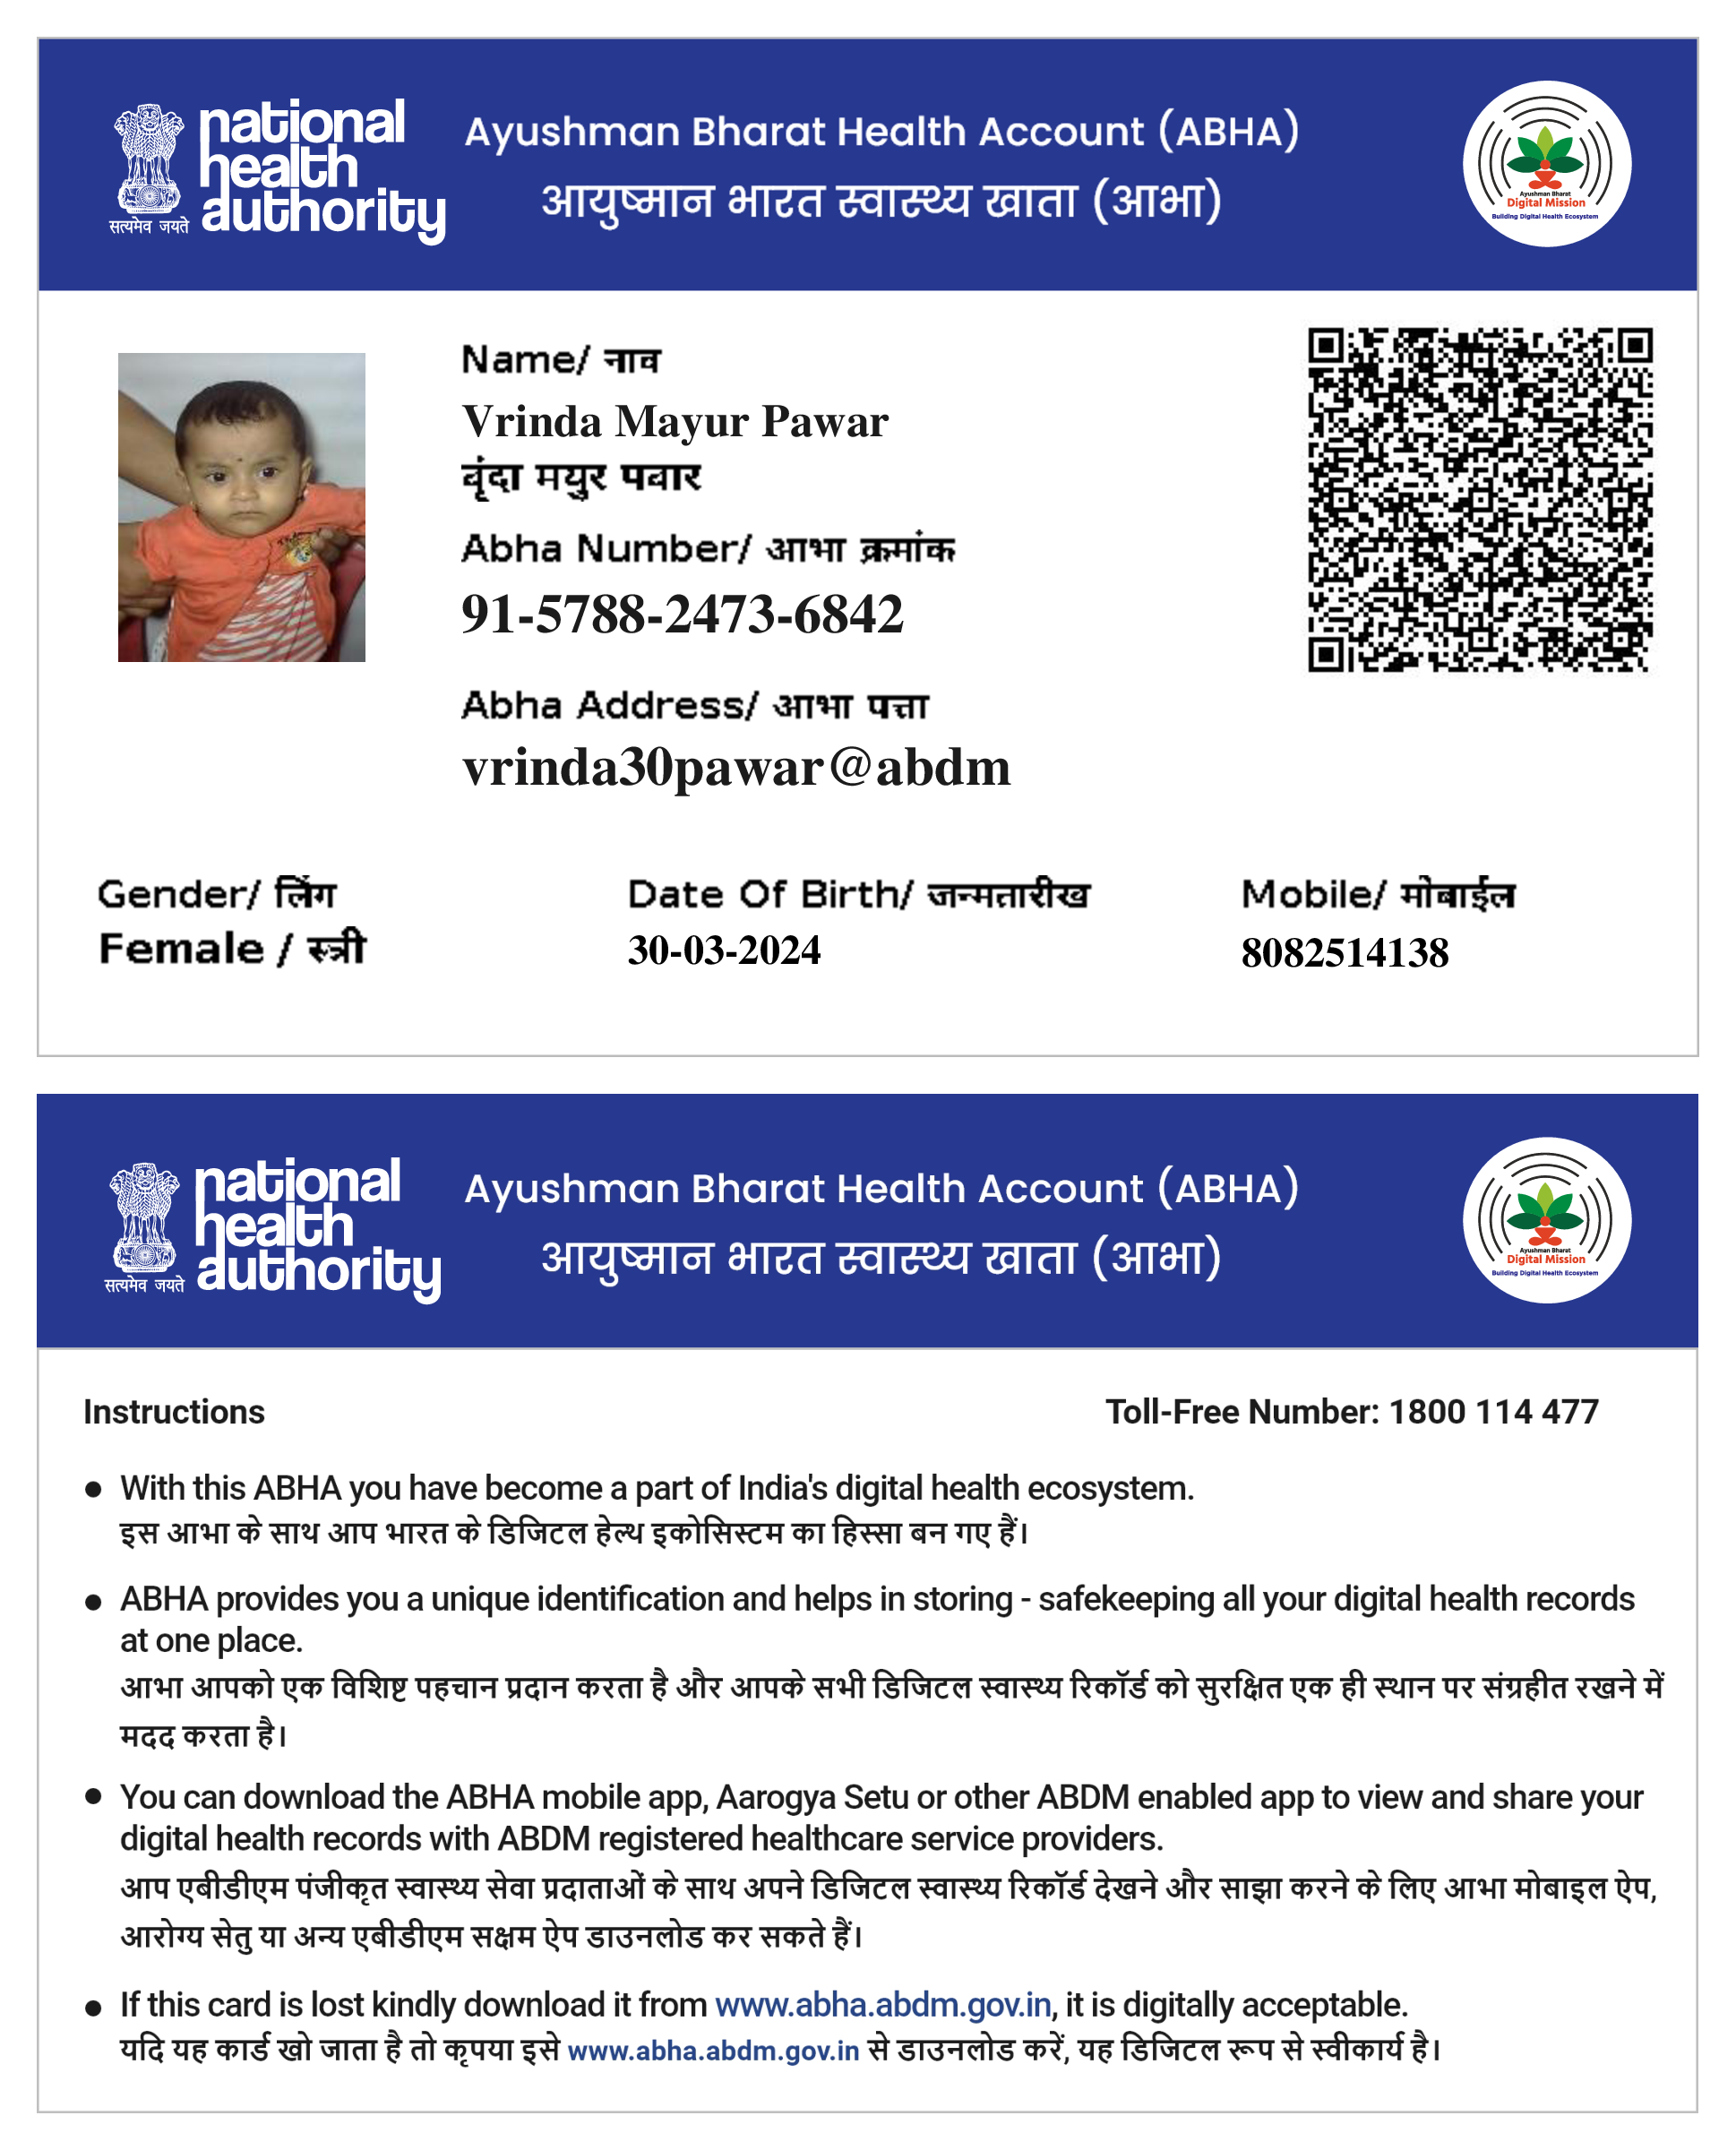 national
health
authority
सत्यमेव जयते
Ayushman Bharat Health Account (ABHA)
आयुष्मान भारत स्वास्थ्य खाता (आभा)
Ayushman Bharat
Digital Mission
Building Digital Health Ecosystem
Name/ नाव
Vrinda Mayur Pawar
वृंदा मयुर पवार
Abha Number/ आभा क्रमांक
91-5788-2473-6842
Abha Address/ आभा पत्ता
vrinda30pawar@abdm
Gender/ लिंग
Female / स्त्री
Date Of Birth/ जन्मतारीख
30-03-2024
Mobile/ मोबाईल
8082514138
national
health
authority
सत्यमेव जयते
Ayushman Bharat Health Account (ABHA)
आयुष्मान भारत स्वास्थ्य खाता (आभा)
Ayushman Bharat
Digital Mission
Building Digital Health Ecosystem
Instructions
Toll-Free Number: 1800 114 477
● With this ABHA you have become a part of India's digital health ecosystem.
इस आभा के साथ आप भारत के डिजिटल हेल्थ इकोसिस्टम का हिस्सा बन गए हैं।
● ABHA provides you a unique identification and helps in storing - safekeeping all your digital health records
at one place.
आभा आपको एक विशिष्ट पहचान प्रदान करता है और आपके सभी डिजिटल स्वास्थ्य रिकॉर्ड को सुरक्षित एक ही स्थान पर संग्रहीत रखने में
मदद करता है।
● You can download the ABHA mobile app, Aarogya Setu or other ABDM enabled app to view and share your
digital health records with ABDM registered healthcare service providers.
आप एबीडीएम पंजीकृत स्वास्थ्य सेवा प्रदाताओं के साथ अपने डिजिटल स्वास्थ्य रिकॉर्ड देखने और साझा करने के लिए आभा मोबाइल ऐप,
आरोग्य सेतु या अन्य एबीडीएम सक्षम ऐप डाउनलोड कर सकते हैं।
● If this card is lost kindly download it from www.abha.abdm.gov.in, it is digitally acceptable.
यदि यह कार्ड खो जाता है तो कृपया इसे www.abha.abdm.gov.in से डाउनलोड करें, यह डिजिटल रूप से स्वीकार्य है।